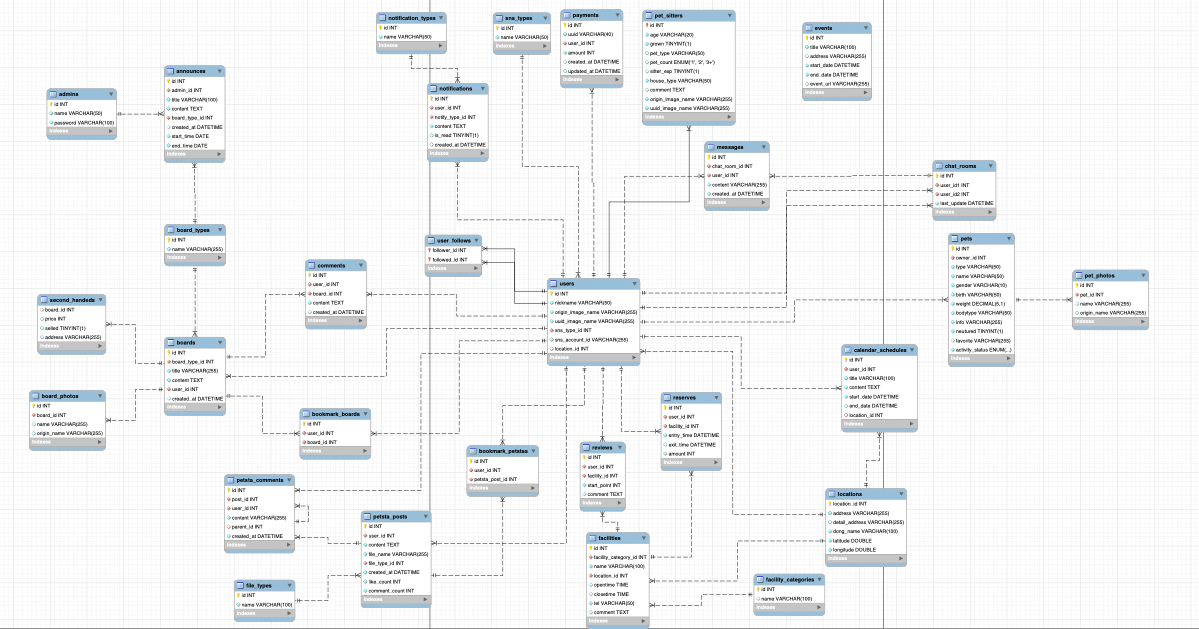 notification_types
id INT
name VARCHAR(50)
Indexes
sns_types
id INT
name VARCHAR(50)
Indexes
payments
id INT
uuid VARCHAR(40)
user_id INT
amount INT
created_at DATETIME
updated_at DATETIME
Indexes
pet_sitters
id INT
age VARCHAR(20)
grown TINYINT(1)
pet_type VARCHAR(50)
pet_count ENUM('1', '2', '3+')
sitter_exp TINYINT(1)
house_type VARCHAR(50)
comment TEXT
origin_image_name VARCHAR(255)
uuid_image_name VARCHAR(255)
Indexes
events
id INT
title VARCHAR(100)
address VARCHAR(255)
start_date DATETIME
end_date DATETIME
event_url VARCHAR(255)
Indexes
announces
id INT
admin_id INT
title VARCHAR(100)
content TEXT
board_type_id INT
created_at DATETIME
start_time DATE
end_time DATE
Indexes
admins
id INT
name VARCHAR(50)
password VARCHAR(100)
Indexes
notifications
id INT
user_id INT
notify_type_id INT
content TEXT
is_read TINYINT(1)
created_at DATETIME
Indexes
messages
id INT
chat_room_id INT
user_id INT
content VARCHAR(255)
created_at DATETIME
Indexes
chat_rooms
id INT
user_id1 INT
user_id2 INT
last_update DATETIME
Indexes
board_types
id INT
name VARCHAR(255)
Indexes
user_follows
follower_id INT
followed_id INT
Indexes
pets
id INT
owner_id INT
type VARCHAR(50)
name VARCHAR(50)
gender VARCHAR(10)
birth VARCHAR(50)
weight DECIMAL(5,1)
bodytype VARCHAR(50)
info VARCHAR(255)
neutured TINYINT(1)
favorite VARCHAR(255)
activity_status ENUM(...)
Indexes
pet_photos
id INT
pet_id INT
name VARCHAR(255)
origin_name VARCHAR(255)
Indexes
comments
id INT
user_id INT
board_id INT
content TEXT
created_at DATETIME
Indexes
users
id INT
nickname VARCHAR(50)
origin_image_name VARCHAR(255)
uuid_image_name VARCHAR(255)
sns_type_id INT
sns_account_id VARCHAR(255)
location_id INT
Indexes
second_handeds
board_id INT
price INT
selled TINYINT(1)
address VARCHAR(255)
Indexes
boards
id INT
board_type_id INT
title VARCHAR(255)
content TEXT
user_id INT
created_at DATETIME
Indexes
calendar_schedules
id INT
user_id INT
title VARCHAR(100)
content TEXT
start_date DATETIME
end_date DATETIME
location_id INT
Indexes
board_photos
id INT
board_id INT
name VARCHAR(255)
origin_name VARCHAR(255)
Indexes
bookmark_boards
id INT
user_id INT
board_id INT
Indexes
reserves
id INT
user_id INT
facility_id INT
entry_time DATETIME
exit_time DATETIME
amount INT
Indexes
bookmark_petstas
id INT
user_id INT
petsta_post_id INT
Indexes
reviews
id INT
user_id INT
facility_id INT
start_point INT
comment TEXT
Indexes
petsta_comments
id INT
post_id INT
user_id INT
content VARCHAR(255)
parent_id INT
created_at DATETIME
Indexes
locations
location_id INT
address VARCHAR(255)
detail_address VARCHAR(255)
dong_name VARCHAR(100)
latitude DOUBLE
longitude DOUBLE
Indexes
petsta_posts
id INT
user_id INT
content TEXT
file_name VARCHAR(255)
file_type_id INT
created_at DATETIME
like_count INT
comment_count INT
Indexes
facilities
id INT
facility_category_id INT
name VARCHAR(100)
location_id INT
opentime TIME
closetime TIME
tel VARCHAR(50)
comment TEXT
Indexes
facility_categories
id INT
name VARCHAR(100)
Indexes
file_types
id INT
name VARCHAR(100)
Indexes